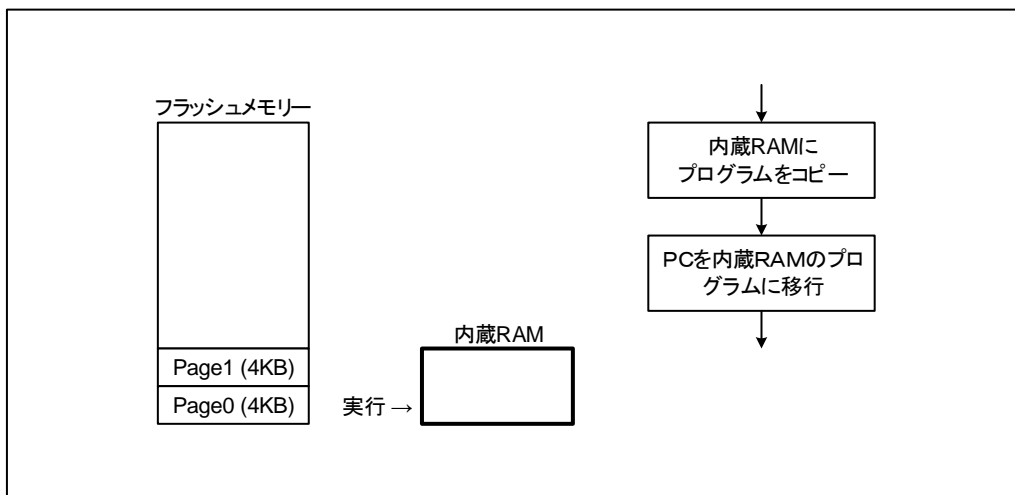 フラッシュメモリー
Page1 (4KB)
Page0 (4KB)
実行 →
内蔵RAM
内蔵RAMに
プログラムをコピー
PCを内蔵RAMのプロ
グラムに移行